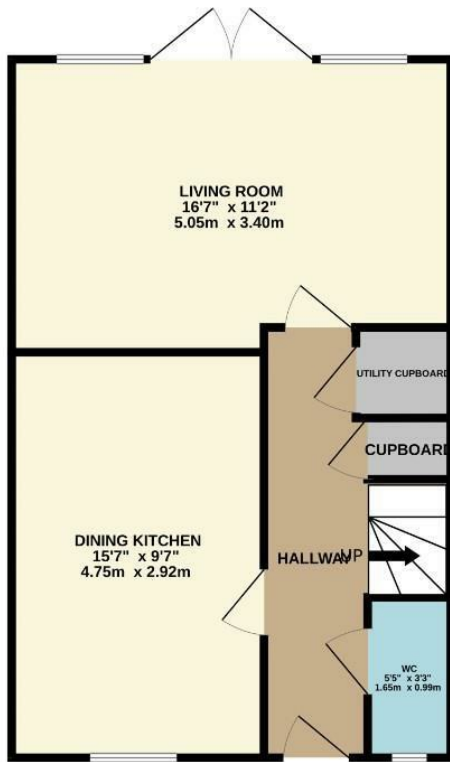 LIVING ROOM
16'7" x 11'2"
5.05m x 3.40m
UTILITY CUPBOARD
CUPBOARD
DINING KITCHEN
15'7" x 9'7"
4.75m x 2.92m
HALLWAY
UP
WC
5'5" x 3'3"
1.65m x 0.99m